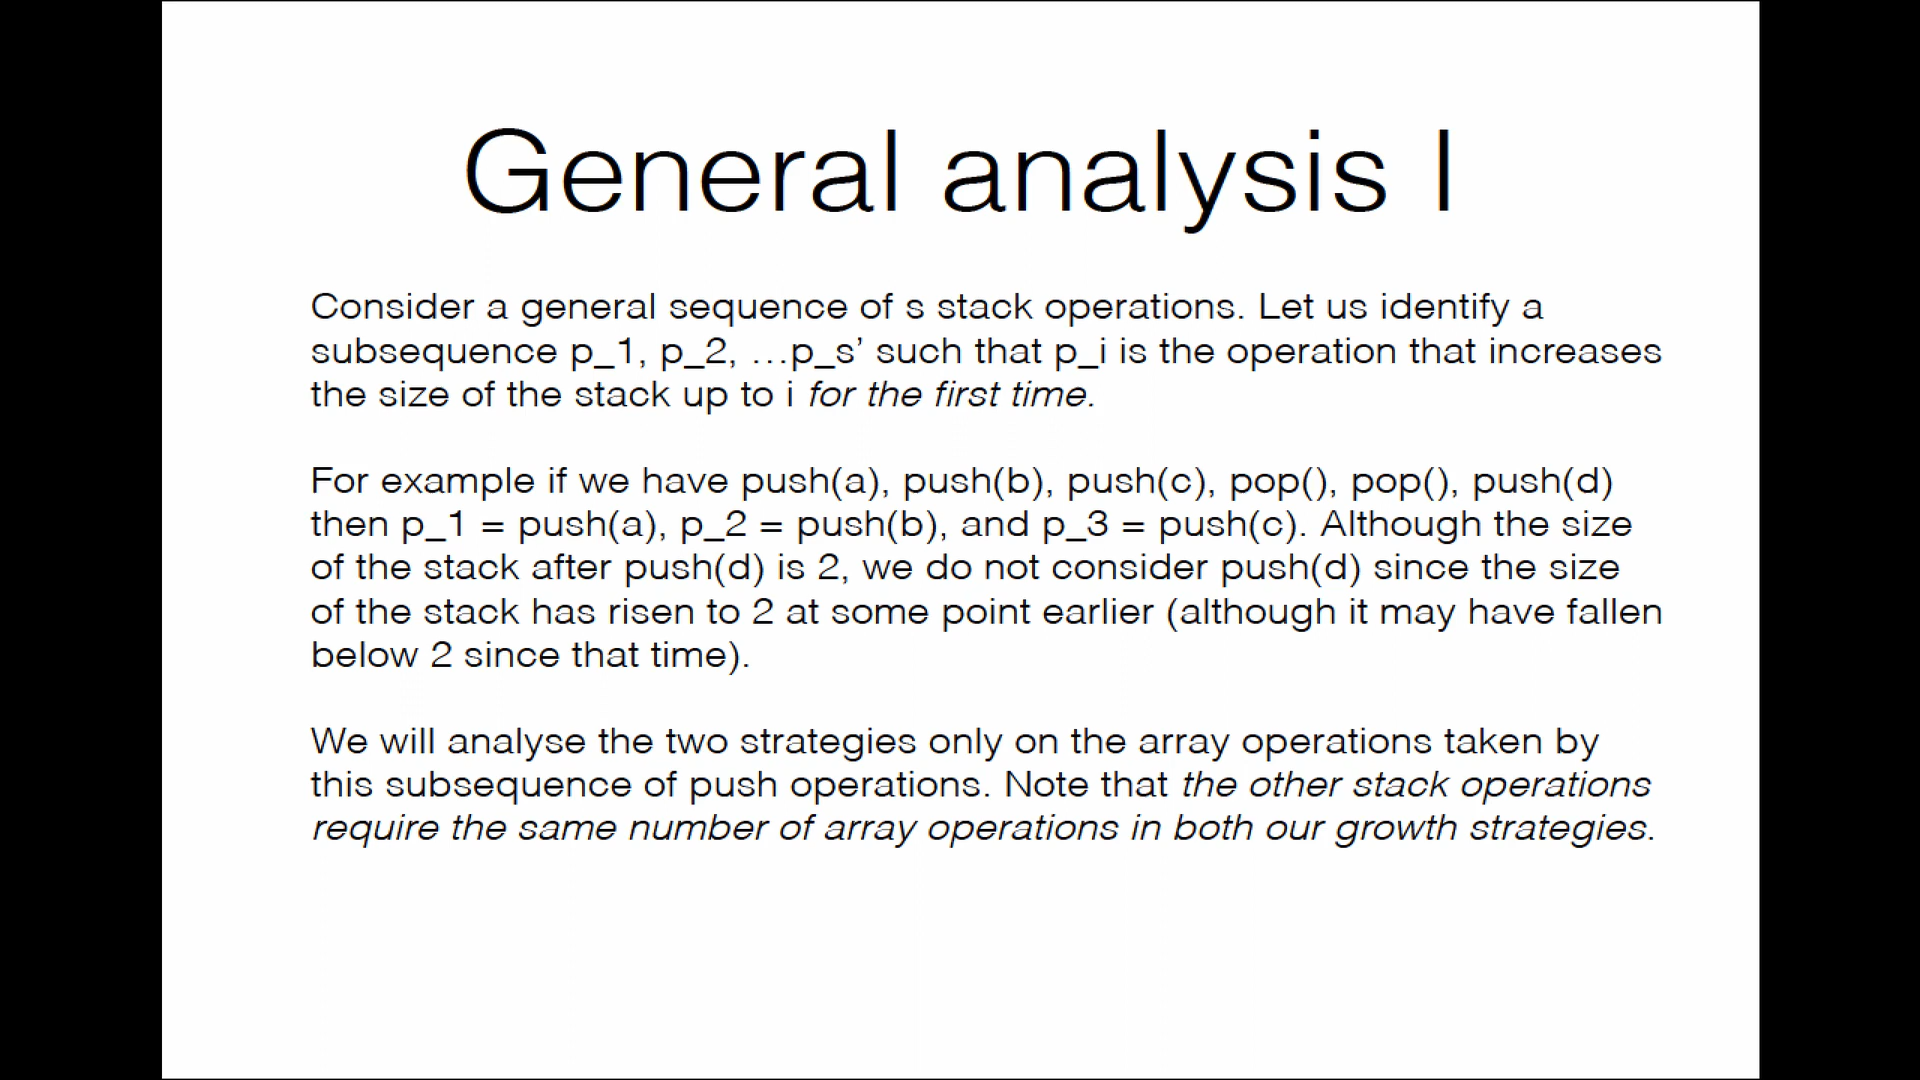 General analysis I
Consider a general sequence of s stack operations. Let us identify a
subsequence p_1, p_2, …p_s’ such that p_i is the operation that increases
the size of the stack up to i for the first time.
For example if we have push(a), push(b), push(c), pop(), pop(), push(d)
then p_1 = push(a), p_2 = push(b), and p_3 = push(c). Although the size
of the stack after push(d) is 2, we do not consider push(d) since the size
of the stack has risen to 2 at some point earlier (although it may have fallen
below 2 since that time).
We will analyse the two strategies only on the array operations taken by
this subsequence of push operations. Note that the other stack operations
require the same number of array operations in both our growth strategies.